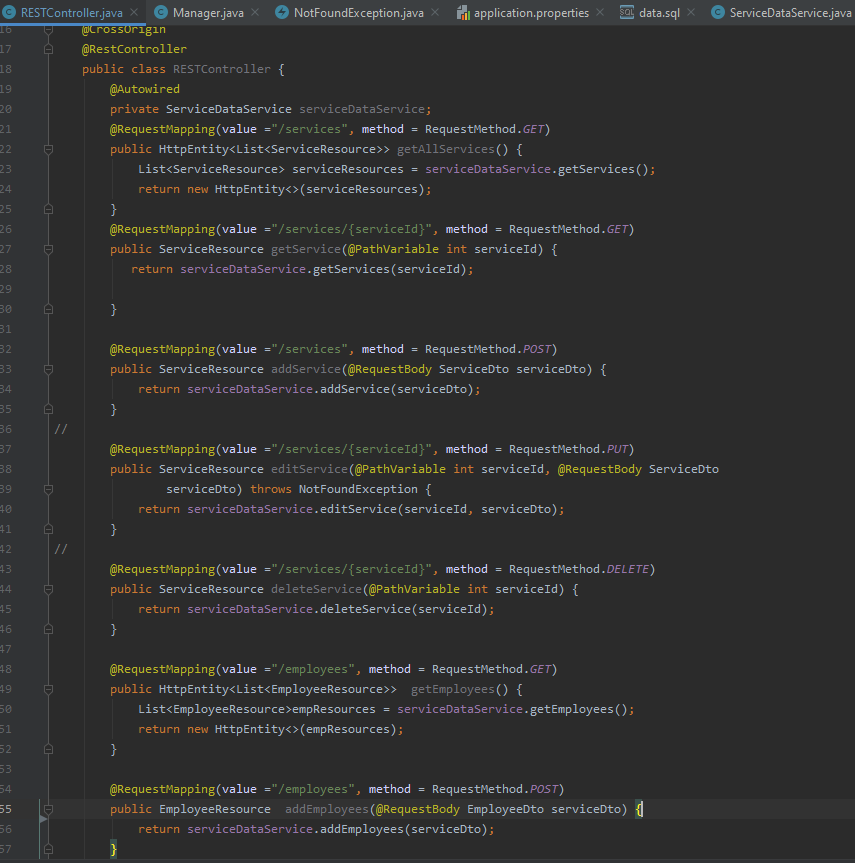 RESTController.java × Manager.java × NotFoundException.java × application.properties × data.sql × ServiceDataService.java
16 @CrossOrigin
17 @RestController
18 public class RESTController {
19 @Autowired
20 private ServiceDataService serviceDataService;
21 @RequestMapping(value ="/services", method = RequestMethod.GET)
22 public HttpEntity<List<ServiceResource>> getAllServices() {
23 List<ServiceResource> serviceResources = serviceDataService.getServices();
24 return new HttpEntity<>(serviceResources);
25 }
26 @RequestMapping(value ="/services/{serviceId}", method = RequestMethod.GET)
27 public ServiceResource getService(@PathVariable int serviceId) {
28 return serviceDataService.getServices(serviceId);
29
30 }
31
32 @RequestMapping(value ="/services", method = RequestMethod.POST)
33 public ServiceResource addService(@RequestBody ServiceDto serviceDto) {
34 return serviceDataService.addService(serviceDto);
35 }
36 //
37 @RequestMapping(value ="/services/{serviceId}", method = RequestMethod.PUT)
38 public ServiceResource editService(@PathVariable int serviceId, @RequestBody ServiceDto
39 serviceDto) throws NotFoundException {
40 return serviceDataService.editService(serviceId, serviceDto);
41 }
42 //
43 @RequestMapping(value ="/services/{serviceId}", method = RequestMethod.DELETE)
44 public ServiceResource deleteService(@PathVariable int serviceId) {
45 return serviceDataService.deleteService(serviceId);
46 }
47
48 @RequestMapping(value ="/employees", method = RequestMethod.GET)
49 public HttpEntity<List<EmployeeResource>> getEmployees() {
50 List<EmployeeResource>empResources = serviceDataService.getEmployees();
51 return new HttpEntity<>(empResources);
52 }
53
54 @RequestMapping(value ="/employees", method = RequestMethod.POST)
55 public EmployeeResource addEmployees(@RequestBody EmployeeDto serviceDto) {
56 return serviceDataService.addEmployees(serviceDto);
57 }